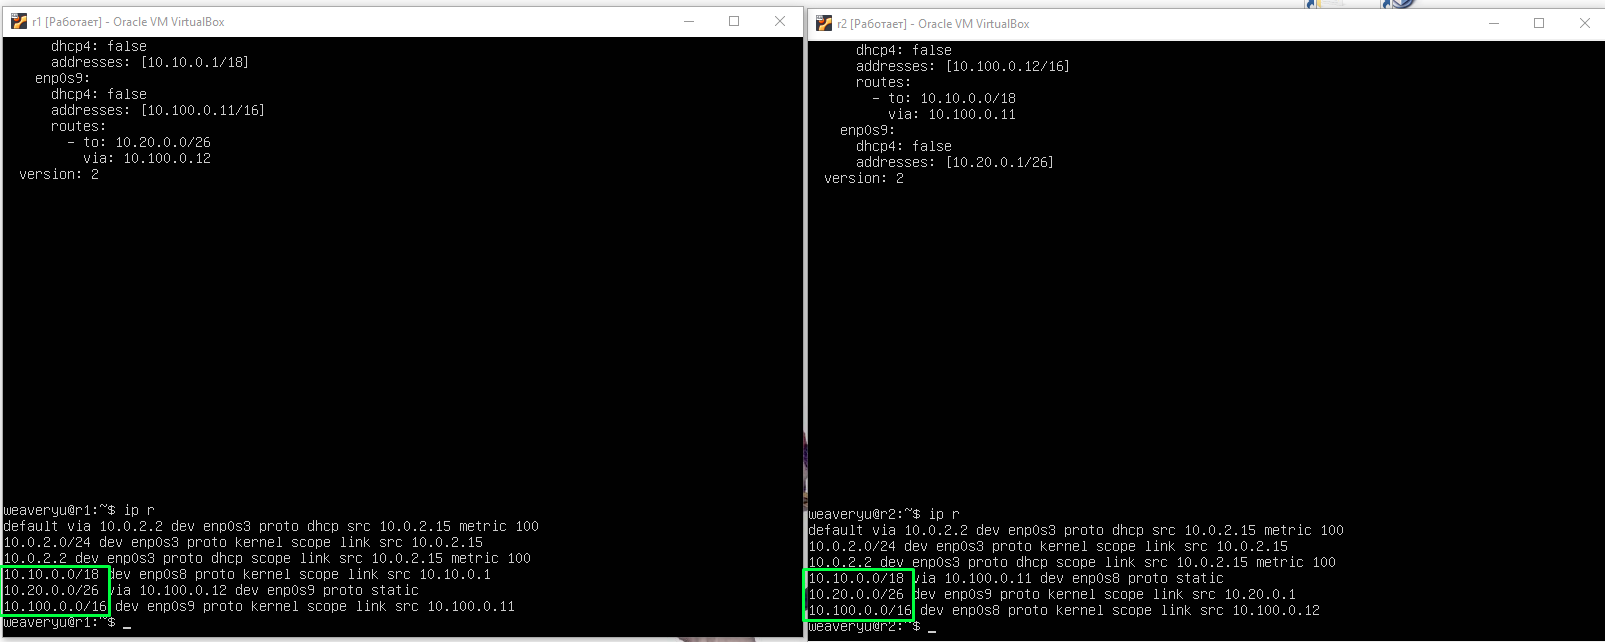 r1 [Работает] - Oracle VM VirtualBox
dhcp4: false
addresses: [10.10.0.1/18]
enp0s9:
dhcp4: false
addresses: [10.100.0.11/16]
routes:
- to: 10.20.0.0/26
via: 10.100.0.12
version: 2
weaveryu@r1:~$ ip r
default via 10.0.2.2 dev enp0s3 proto dhcp src 10.0.2.15 metric 100
10.0.2.0/24 dev enp0s3 proto kernel scope link src 10.0.2.15
10.0.2.2 dev enp0s3 proto dhcp scope link src 10.0.2.15 metric 100
10.10.0.0/18 dev enp0s8 proto kernel scope link src 10.10.0.1
10.20.0.0/26 via 10.100.0.12 dev enp0s9 proto static
10.100.0.0/16 dev enp0s9 proto kernel scope link src 10.100.0.11
weaveryu@r1:~$ _
r2 [Работает] - Oracle VM VirtualBox
dhcp4: false
addresses: [10.100.0.12/16]
routes:
- to: 10.10.0.0/18
via: 10.100.0.11
enp0s9:
dhcp4: false
addresses: [10.20.0.1/26]
version: 2
weaveryu@r2:~$ ip r
default via 10.0.2.2 dev enp0s3 proto dhcp src 10.0.2.15 metric 100
10.0.2.0/24 dev enp0s3 proto kernel scope link src 10.0.2.15
10.0.2.2 dev enp0s3 proto dhcp scope link src 10.0.2.15 metric 100
10.10.0.0/18 via 10.100.0.11 dev enp0s8 proto static
10.20.0.0/26 dev enp0s9 proto kernel scope link src 10.20.0.1
10.100.0.0/16 dev enp0s8 proto kernel scope link src 10.100.0.12
weaveryu@r2:~$ _